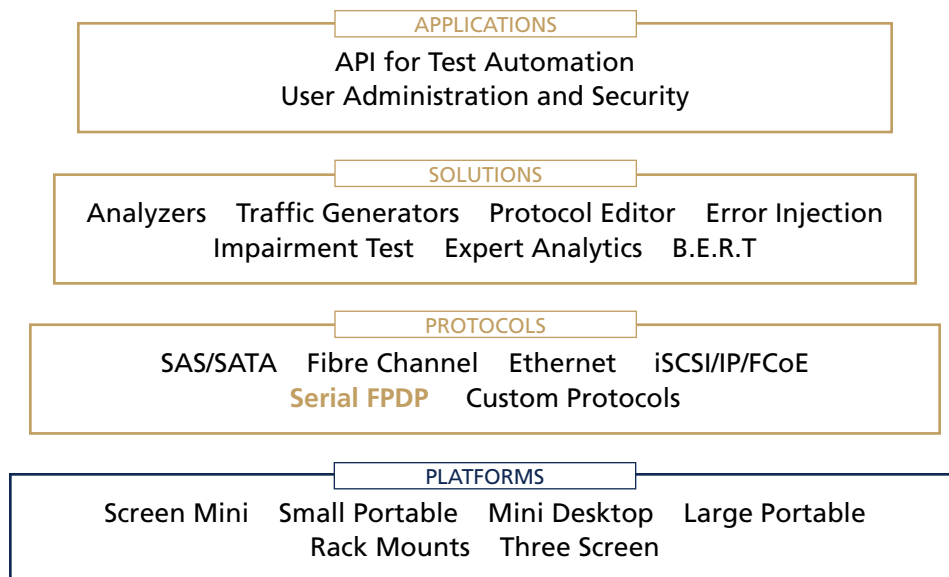 APPLICATIONS
API for Test Automation
User Administration and Security
SOLUTIONS
Analyzers Traffic Generators Protocol Editor Error Injection
Impairment Test Expert Analytics B.E.R.T
PROTOCOLS
SAS/SATA Fibre Channel Ethernet iSCSI/IP/FCoE
Serial FPDP Custom Protocols
PLATFORMS
Screen Mini Small Portable Mini Desktop Large Portable
Rack Mounts Three Screen